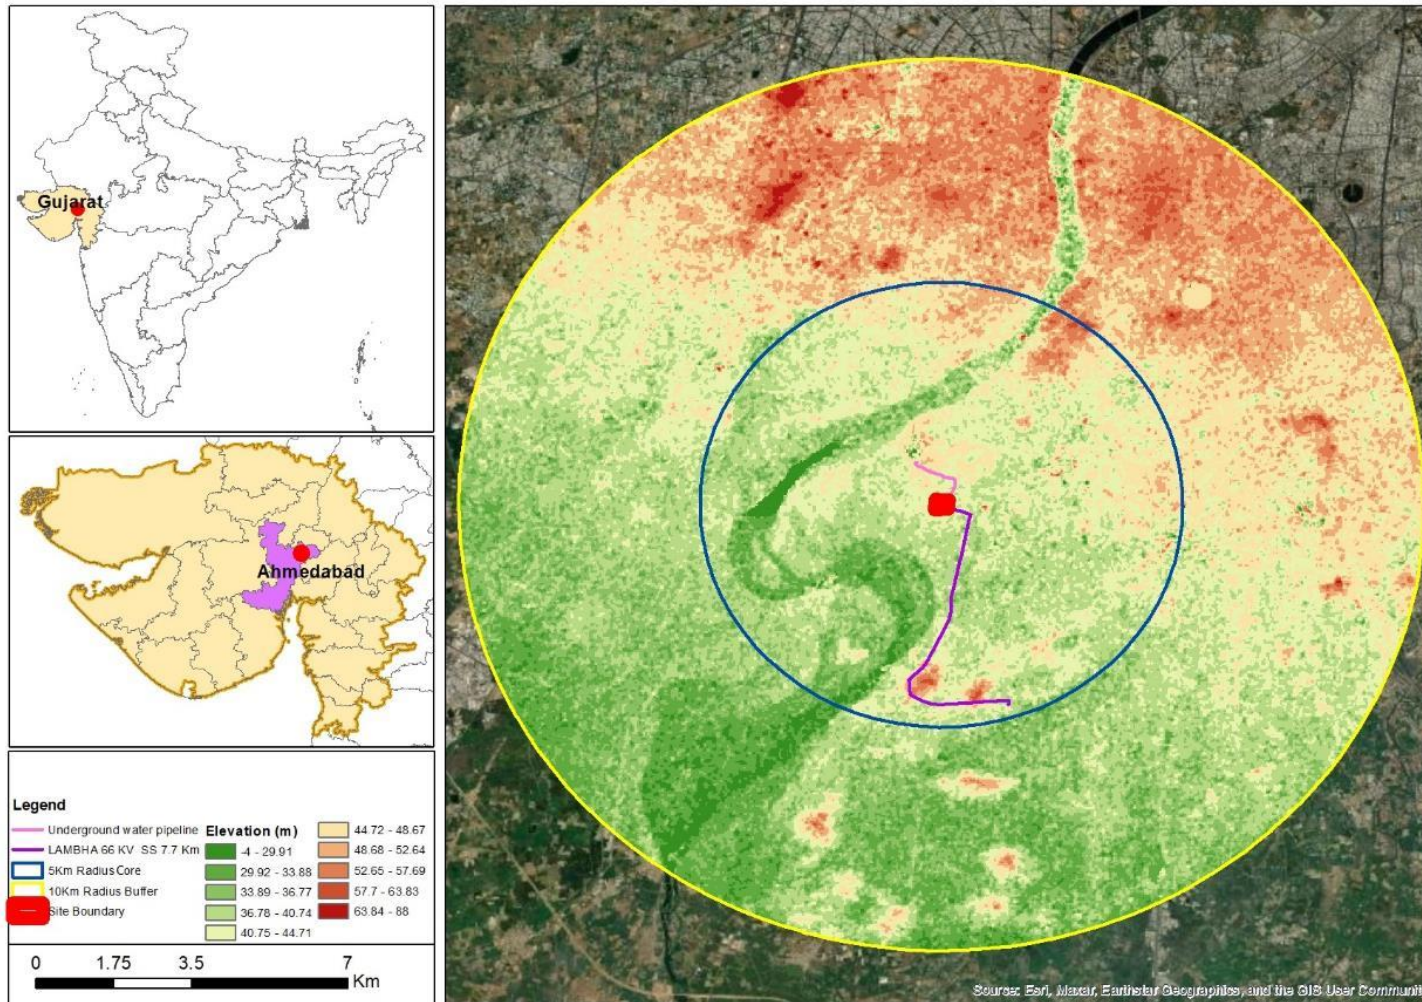 Gujarat
Ahmedabad
Legend
Underground water pipeline
LAMBHA 66 KV SS 7.7 Km
5Km Radius Core
10Km Radius Buffer
Site Boundary
Elevation (m)
-4 - 29.91
29.92 - 33.88
33.89 - 36.77
36.78 - 40.74
40.75 - 44.71
44.72 - 48.67
48.68 - 52.64
52.65 - 57.69
57.7 - 63.83
63.84 - 88
0 1.75 3.5 7
Km
Source: Esri, Maxar, Earthstar Geographics, and the GIS User Communit